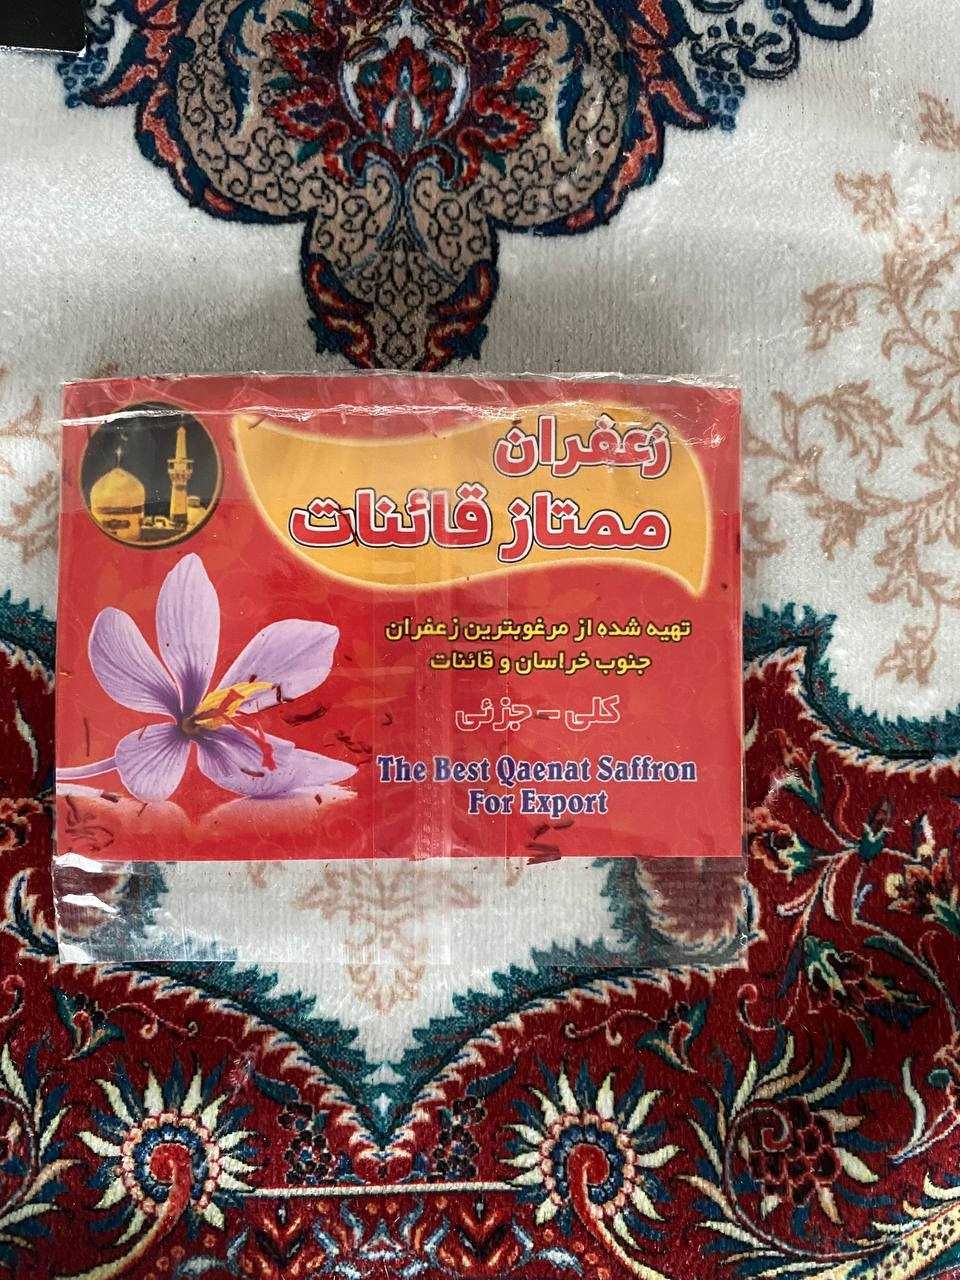 زعفران
ممتاز قائنات
تهیه شده از مرغوبترین زعفران
جنوب خراسان و قائنات
کلی - جزئی
The Best Qaenat Saffron
For Export